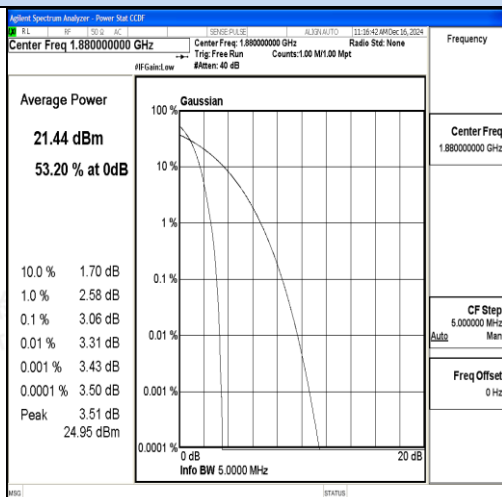 Agilent Spectrum Analyzer - Power Stat CCDF
RL RF 50 Ω AC SENSE:PULSE ALIGN AUTO 11:16:42 AM Dec 16, 2024
Center Freq 1.880000000 GHz
Center Freq: 1.880000000 GHz
Radio Std: None
Trig: Free Run
Counts:1.00 M/1.00 Mpt
#IFGain:Low
#Atten: 40 dB
Frequency
Average Power
21.44 dBm
53.20 % at 0dB
10.0 % 1.70 dB
1.0 % 2.58 dB
0.1 % 3.06 dB
0.01 % 3.31 dB
0.001 % 3.43 dB
0.0001 % 3.50 dB
Peak 3.51 dB
24.95 dBm
Gaussian
100 %
10 %
1 %
0.1 %
0.01 %
0.001 %
0.0001 %
0 dB
20 dB
Info BW 5.0000 MHz
Center Freq
1.880000000 GHz
CF Step
5.000000 MHz
Auto Man
Freq Offset
0 Hz
MSG
STATUS